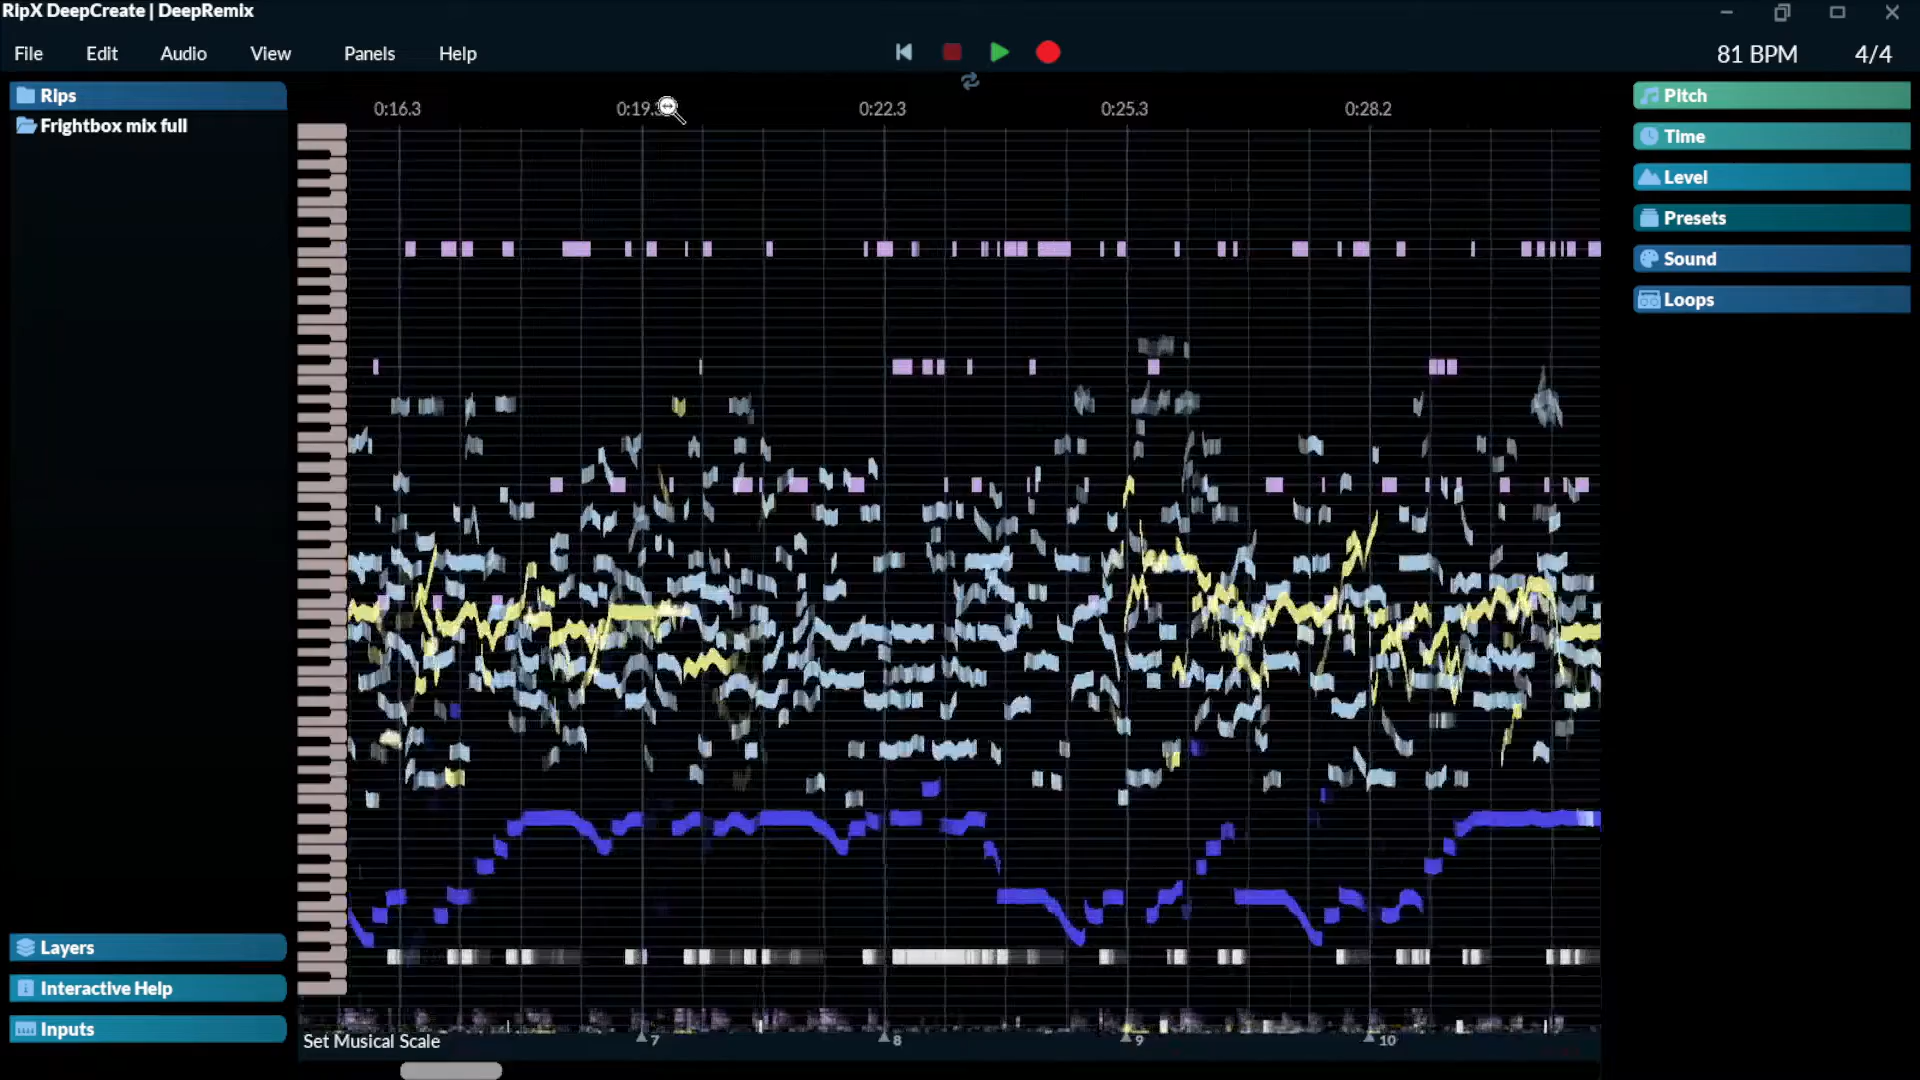 RipX DeepCreate | DeepRemix
File Edit Audio View Panels Help
81 BPM 4/4
Rips
Frightbox mix full
0:16.3 0:22.3 0:25.3 0:28.2
Pitch
Time
Level
Presets
Sound
Loops
Layers
Interactive Help
Inputs
Set Musical Scale
7 8 9 10